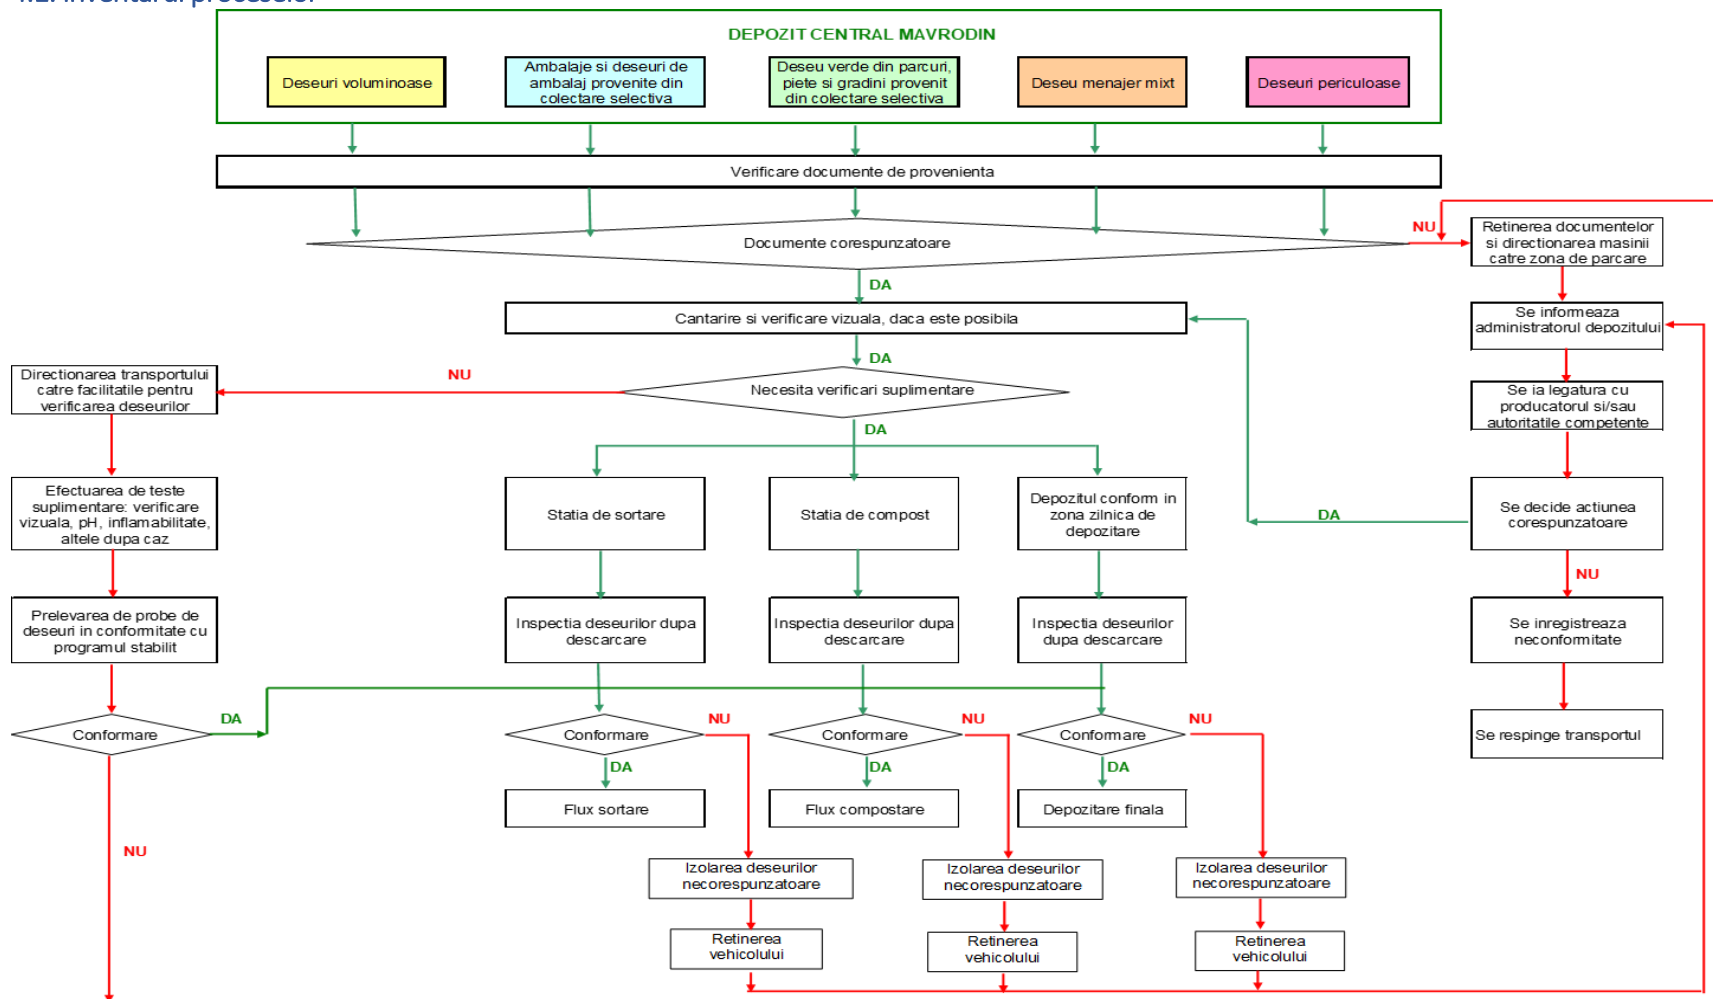 DEPOZIT CENTRAL MAVRODIN
Deseuri voluminoase
Ambalaje si deseuri de
ambalaj provenite din
colectare selectiva
Deseu verde din parcuri,
piete si gradini provenit
din colectare selectiva
Deseu menajer mixt
Deseuri periculoase
Verificare documente de provenienta
Documente corespunzatoare
NU
Retinerea documentelor
si directionarea masinii
catre zona de parcare
DA
Cantarire si verificare vizuala, daca este posibila
Se informeaza
administratorul depozitului
DA
Directionarea transportului
catre facilitatile pentru
verificarea deseurilor
NU
Necesita verificari suplimentare
Se ia legatura cu
producatorul si/sau
autoritatile competente
DA
Efectuarea de teste
suplimentare: verificare
vizuala, pH, inflamabilitate,
altele dupa caz
Statia de sortare
Statia de compost
Depozitul conform in
zona zilnica de
depozitare
DA
Se decide actiunea
corespunzatoare
NU
Prelevarea de probe de
deseuri in conformitate cu
programul stabilit
Inspectia deseurilor dupa
descarcare
Inspectia deseurilor dupa
descarcare
Inspectia deseurilor
dupa descarcare
Se inregistreaza
neconformitate
Conformare
DA
Conformare
NU
Conformare
NU
Conformare
NU
Se respinge transportul
DA
DA
DA
Flux sortare
Flux compostare
Depozitare finala
NU
Izolarea deseurilor
necorespunzatoare
Izolarea deseurilor
necorespunzatoare
Izolarea deseurilor
necorespunzatoare
Retinerea
vehicolului
Retinerea
vehicolului
Retinerea
vehicolului